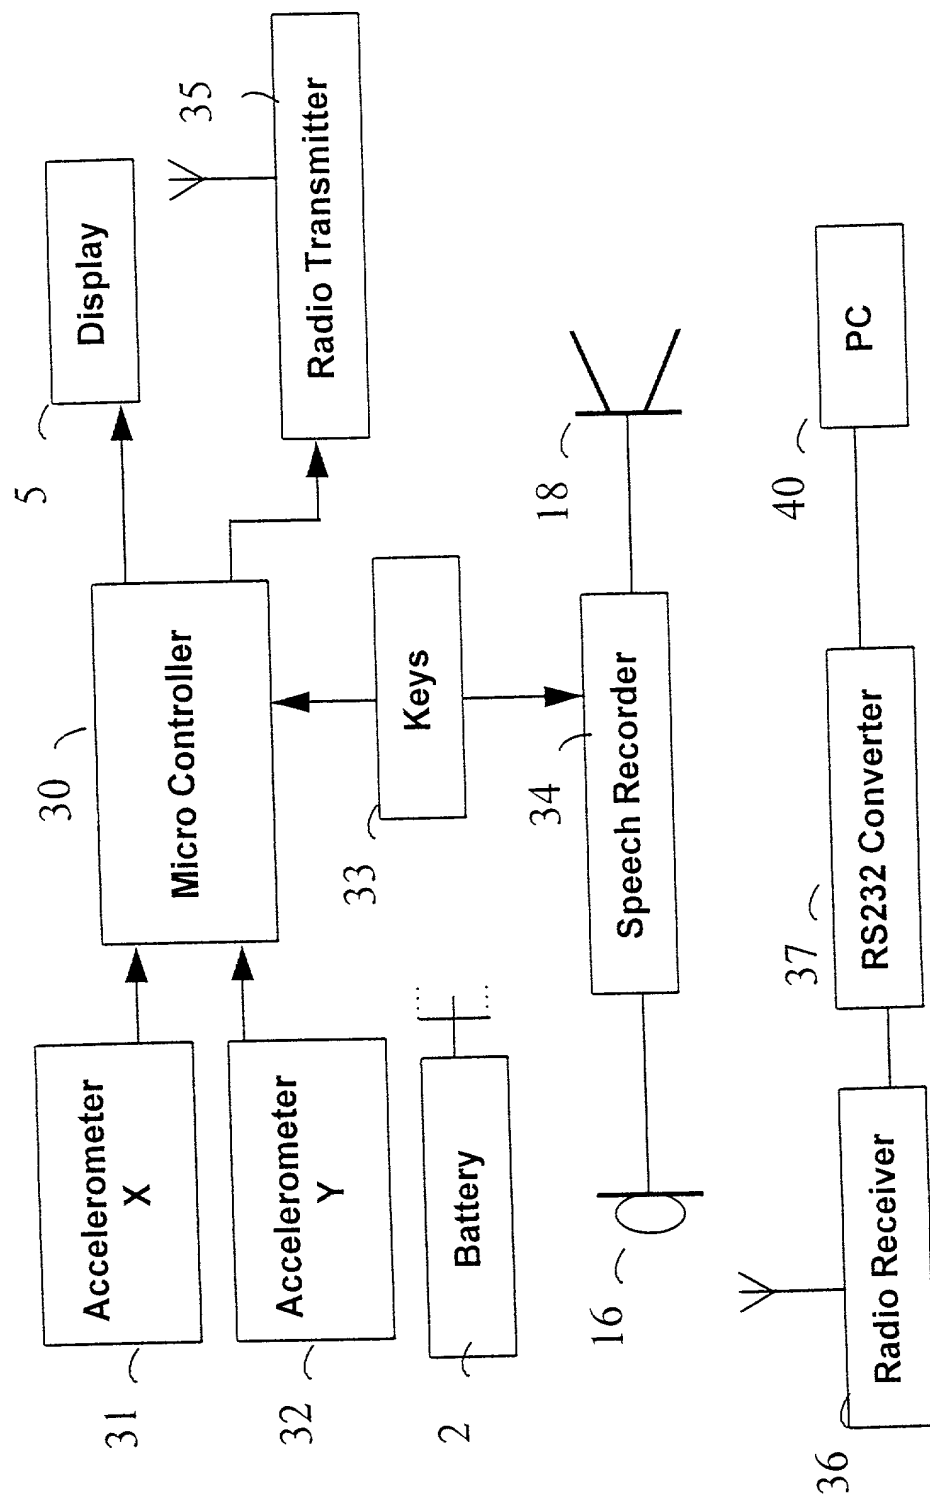 31
Accelerometer
X
32
Accelerometer
Y
2
Battery
30
Micro Controller
5
Display
35
Radio Transmitter
33
Keys
16
34
Speech Recorder
18
36
Radio Receiver
37
RS232 Converter
40
PC